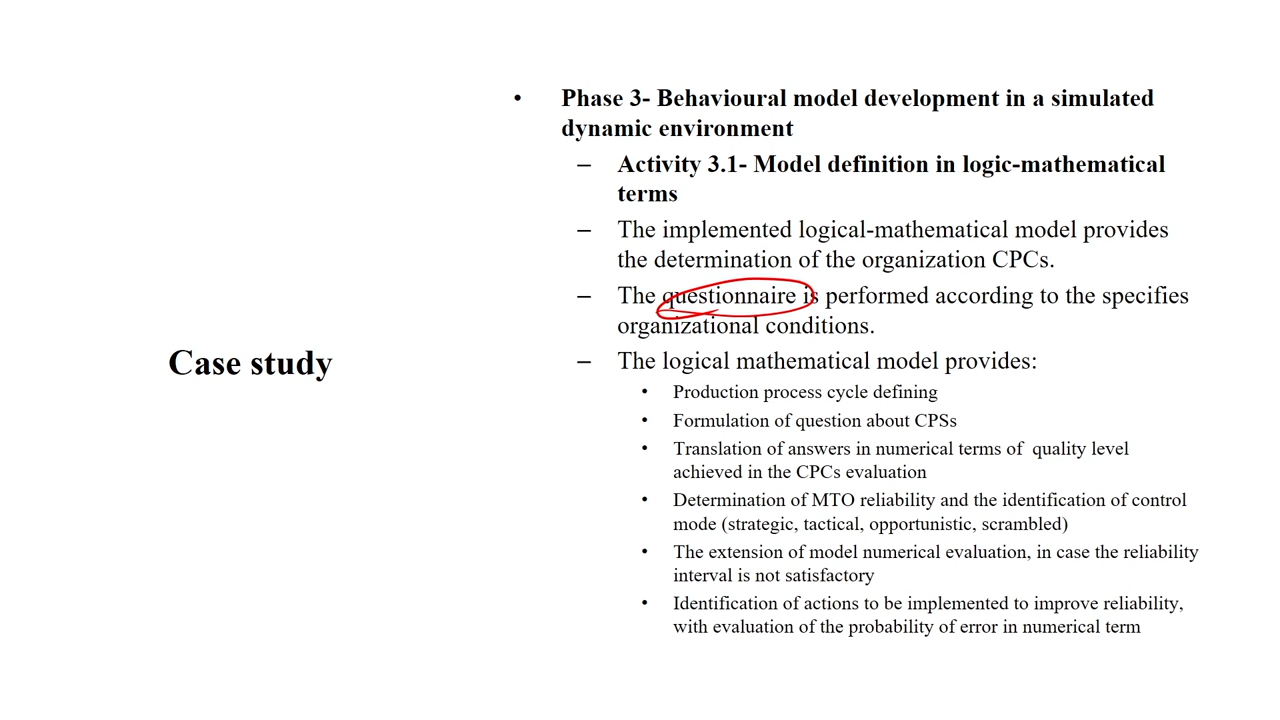 Case study
• Phase 3- Behavioural model development in a simulated
dynamic environment
– Activity 3.1- Model definition in logic-mathematical
terms
– The implemented logical-mathematical model provides
the determination of the organization CPCs.
– The questionnaire is performed according to the specifies
organizational conditions.
– The logical mathematical model provides:
• Production process cycle defining
• Formulation of question about CPSs
• Translation of answers in numerical terms of quality level
achieved in the CPCs evaluation
• Determination of MTO reliability and the identification of control
mode (strategic, tactical, opportunistic, scrambled)
• The extension of model numerical evaluation, in case the reliability
interval is not satisfactory
• Identification of actions to be implemented to improve reliability,
with evaluation of the probability of error in numerical term